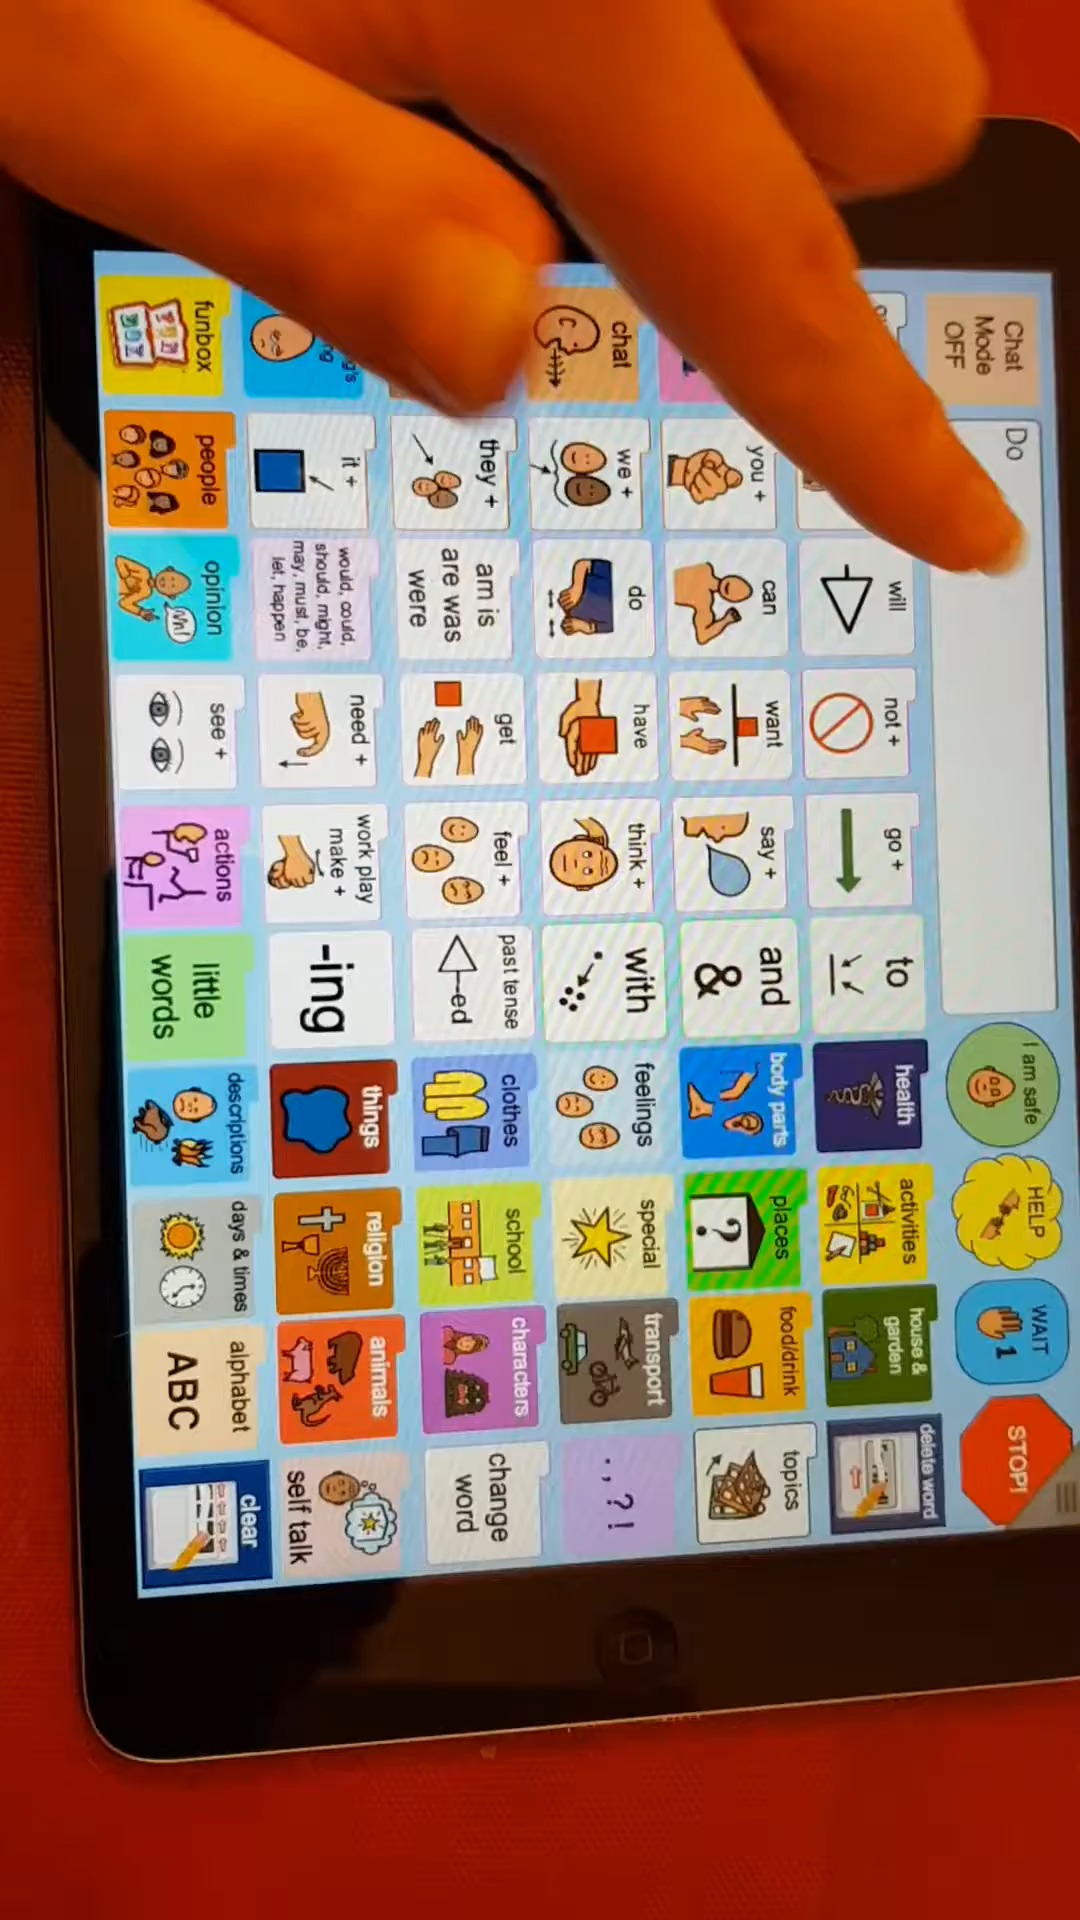 Chat
Mode
OFF
Do
I am safe
HELP
WAIT
1
STOP!
will
not +
go +
to
health
activities
house &
garden
delete word
you +
can
want
say +
and
&
body parts
places
?
food/drink
topics
chat
we +
do
have
think +
with
feelings
special
transport
. , ? !
they +
am is
are was
were
get
feel +
past tense
-ed
clothes
school
characters
change
word
it +
would, could,
should, might,
may, must, be,
let, happen
need +
work play
make +
-ing
things
religion
animals
self talk
funbox
FUN
people
opinion
see +
actions
little
words
descriptions
days & times
alphabet
ABC
clear